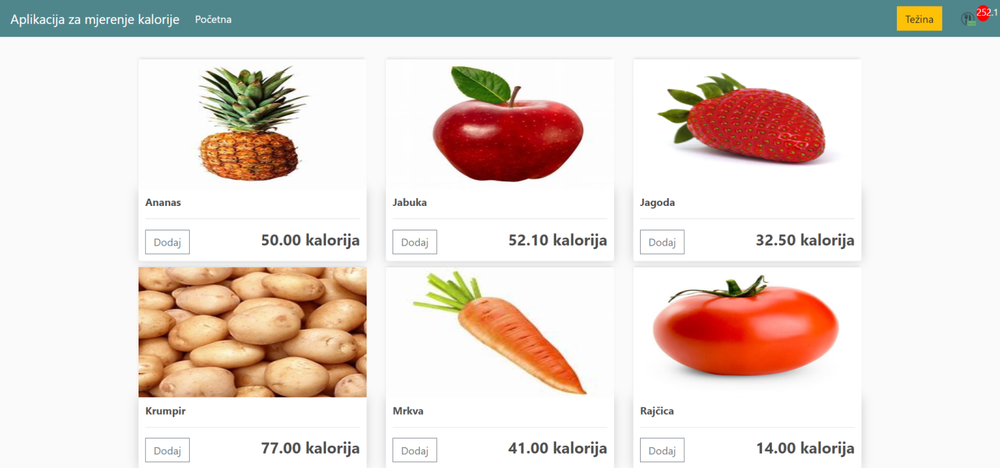 Aplikacija za mjerenje kalorije Početna Težina 252.1
Ananas Jabuka Jagoda
Dodaj 50.00 kalorija Dodaj 52.10 kalorija Dodaj 32.50 kalorija
Krumpir Mrkva Rajčica
Dodaj 77.00 kalorija Dodaj 41.00 kalorija Dodaj 14.00 kalorija